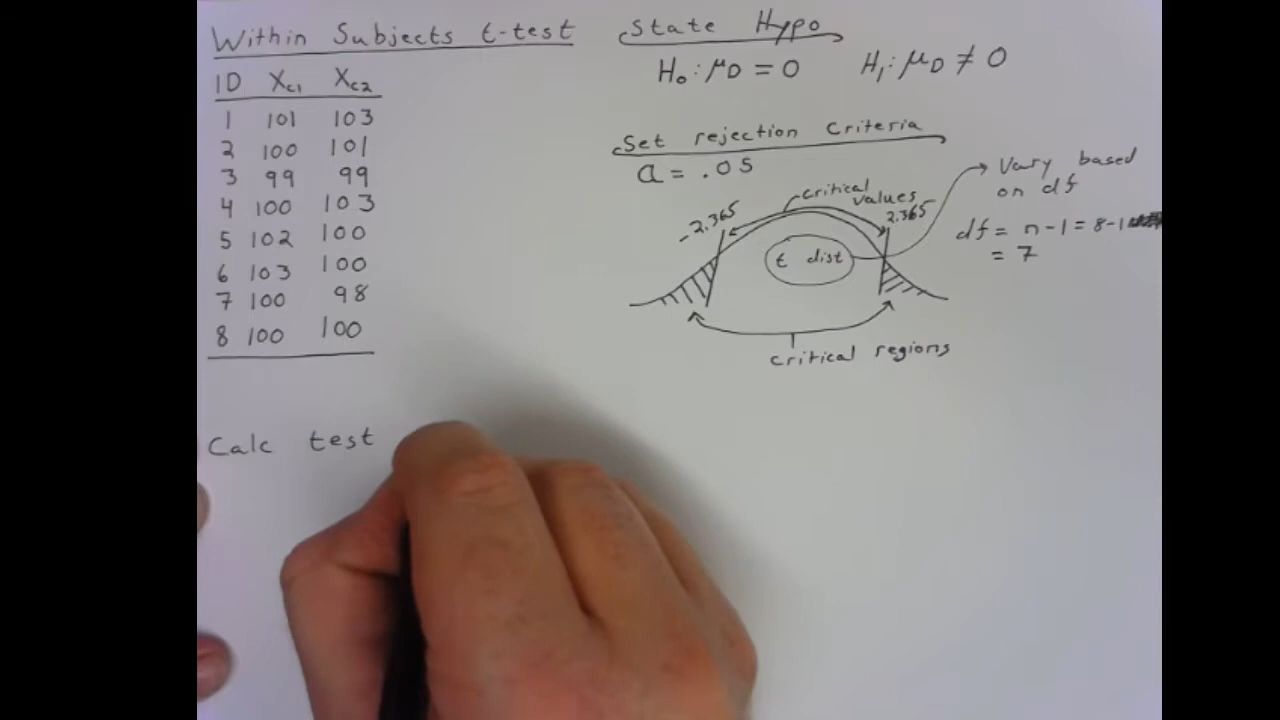 Within Subjects t-test
ID Xc1 Xc2
1 101 103
2 100 101
3 99 99
4 100 103
5 102 100
6 103 100
7 100 98
8 100 100
Calc test
State Hypo
H₀: μD = 0 H₁: μD ≠ 0
Set rejection Criteria
a = .05
critical
values
-2.365
2.365
t dist
critical regions
Vary based
on df
df = n-1 = 8-1
= 7